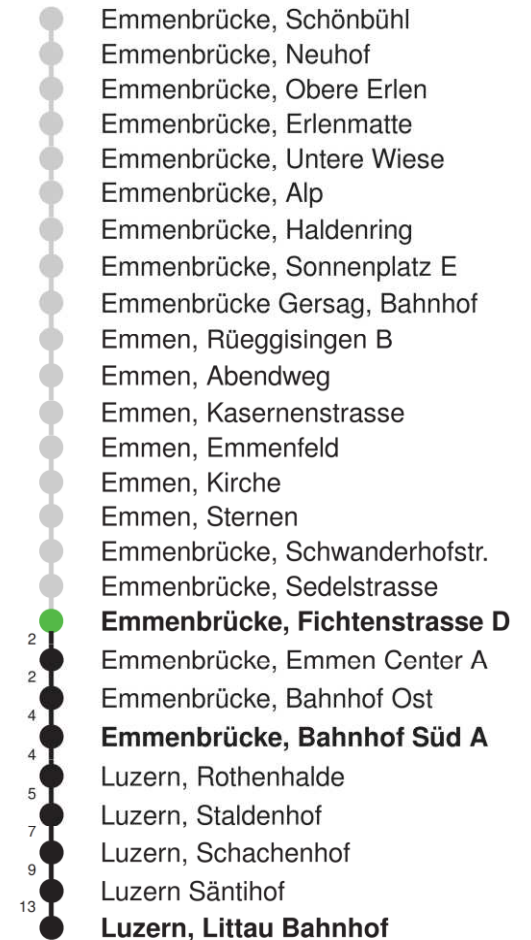 Emmenbrücke, Schönbühl
Emmenbrücke, Neuhof
Emmenbrücke, Obere Erlen
Emmenbrücke, Erlenmatte
Emmenbrücke, Untere Wiese
Emmenbrücke, Alp
Emmenbrücke, Haldenring
Emmenbrücke, Sonnenplatz E
Emmenbrücke Gersag, Bahnhof
Emmen, Rüeggisingen B
Emmen, Abendweg
Emmen, Kasernenstrasse
Emmen, Emmenfeld
Emmen, Kirche
Emmen, Sternen
Emmenbrücke, Schwanderhofstr.
Emmenbrücke, Sedelstrasse
Emmenbrücke, Fichtenstrasse D
2
Emmenbrücke, Emmen Center A
2
Emmenbrücke, Bahnhof Ost
4
Emmenbrücke, Bahnhof Süd A
4
Luzern, Rothenhalde
5
Luzern, Staldenhof
7
Luzern, Schachenhof
9
Luzern Säntihof
13
Luzern, Littau Bahnhof